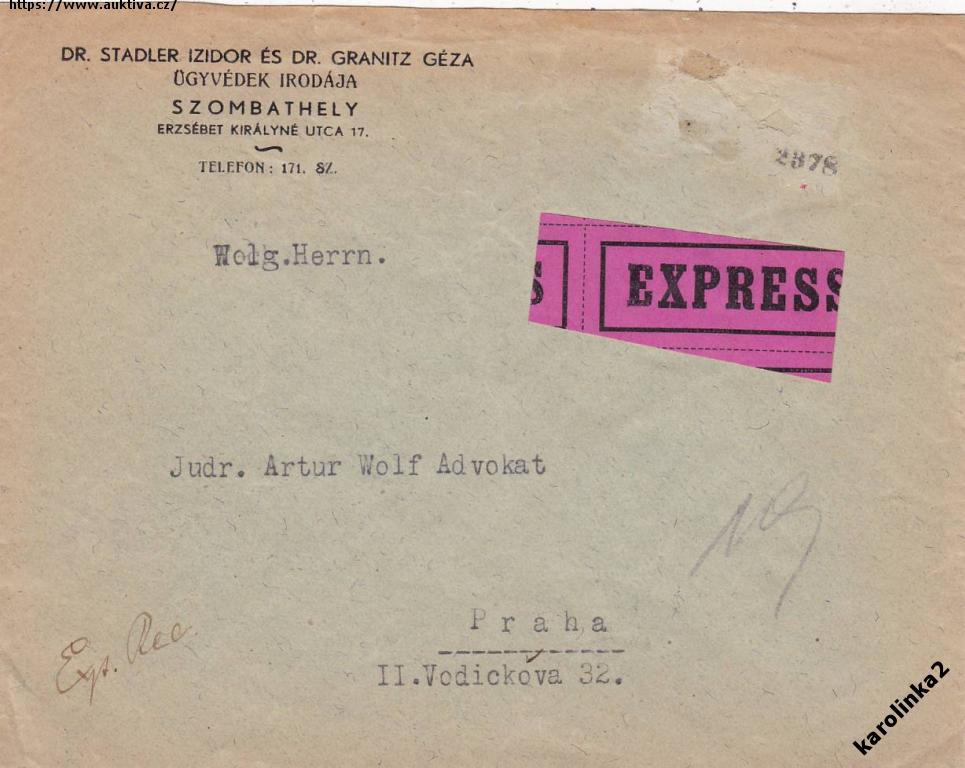 https://www.auktiva.cz/
DR. STADLER IZIDOR ÉS DR. GRANITZ GÉZA
ÜGYVÉDEK IRODÁJA
SZOMBATHELY
ERZSÉBET KIRÁLYNÉ UTCA 17.
TELEFON: 171. SZ.
2378
Wolg.Herrn.
S EXPRESS
Judr. Artur Wolf Advokat
Exp. Rec.
Praha
II.Vodickova 32.
karolinka2